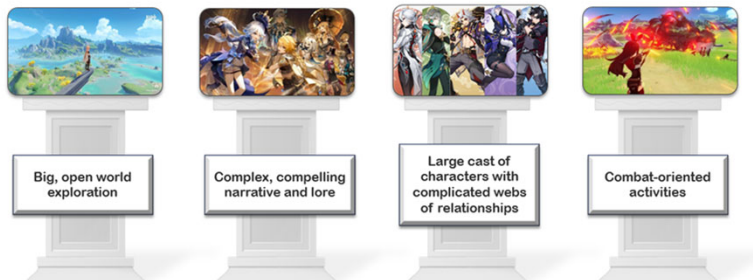 Big, open world
exploration
Complex, compelling
narrative and lore
Large cast of
characters with
complicated webs
of relationships
Combat-oriented
activities